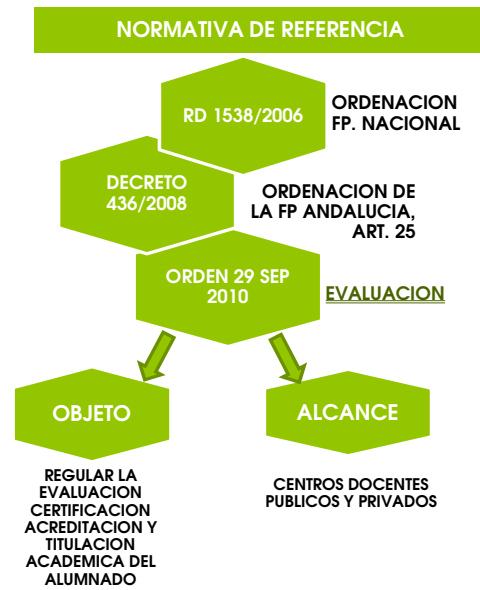 NORMATIVA DE REFERENCIA
RD 1538/2006
ORDENACION
FP. NACIONAL
DECRETO
436/2008
ORDENACION DE
LA FP ANDALUCIA,
ART. 25
ORDEN 29 SEP
2010
EVALUACION
OBJETO
ALCANCE
REGULAR LA
EVALUACION
CERTIFICACION
ACREDITACION Y
TITULACION
ACADEMICA DEL
ALUMNADO
CENTROS DOCENTES
PUBLICOS Y PRIVADOS